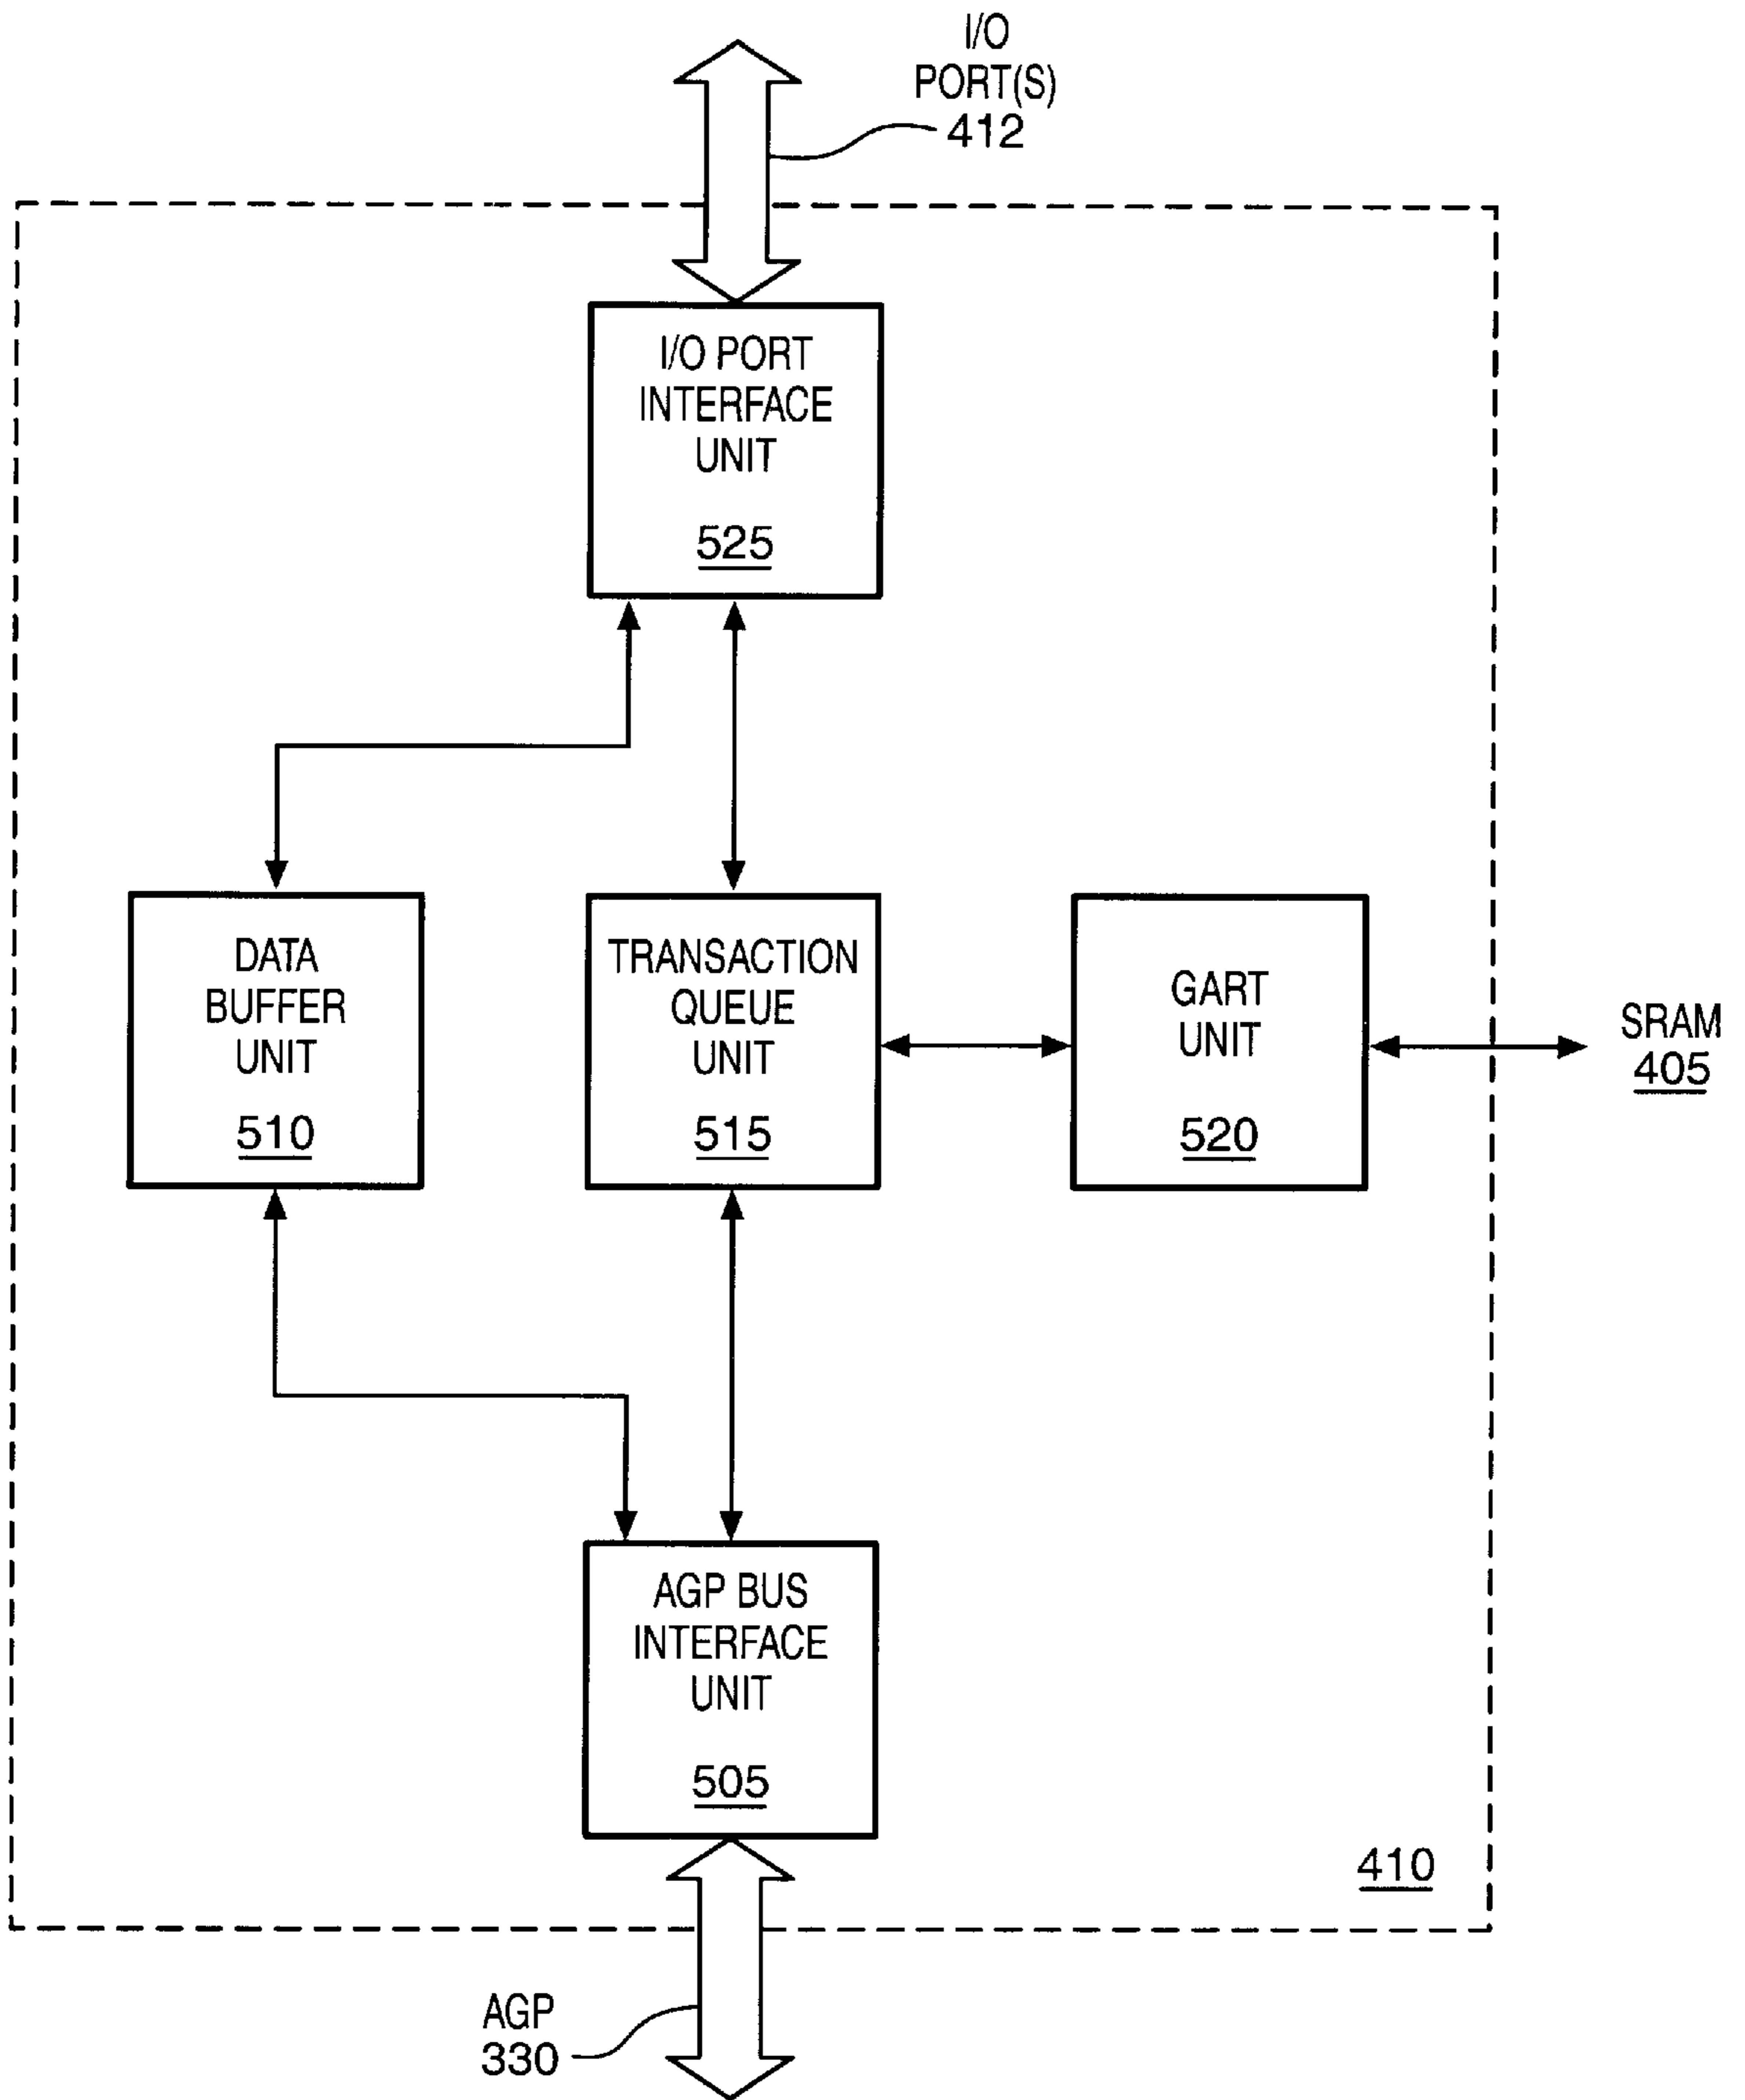 I/O
PORT(S)
412
I/O PORT
INTERFACE
UNIT
525
DATA
BUFFER
UNIT
510
TRANSACTION
QUEUE
UNIT
515
GART
UNIT
520
SRAM
405
AGP BUS
INTERFACE
UNIT
505
410
AGP
330